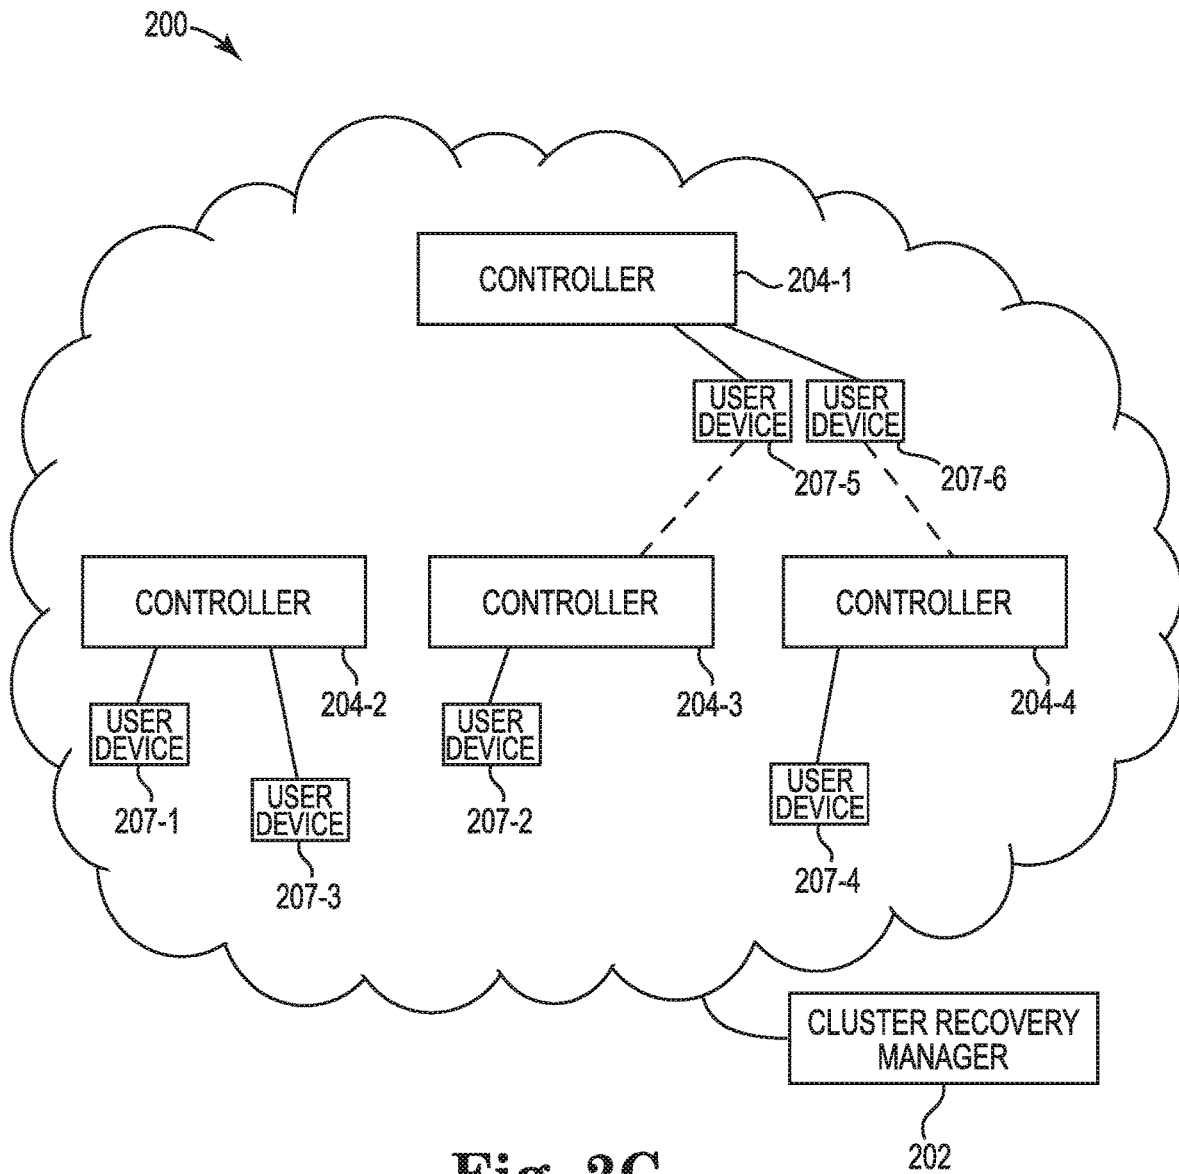 200
CONTROLLER
204-1
USER
DEVICE
USER
DEVICE
207-5
207-6
CONTROLLER
CONTROLLER
CONTROLLER
204-2
204-3
204-4
USER
DEVICE
USER
DEVICE
207-1
207-2
USER
DEVICE
USER
DEVICE
207-3
207-4
CLUSTER RECOVERY
MANAGER
202